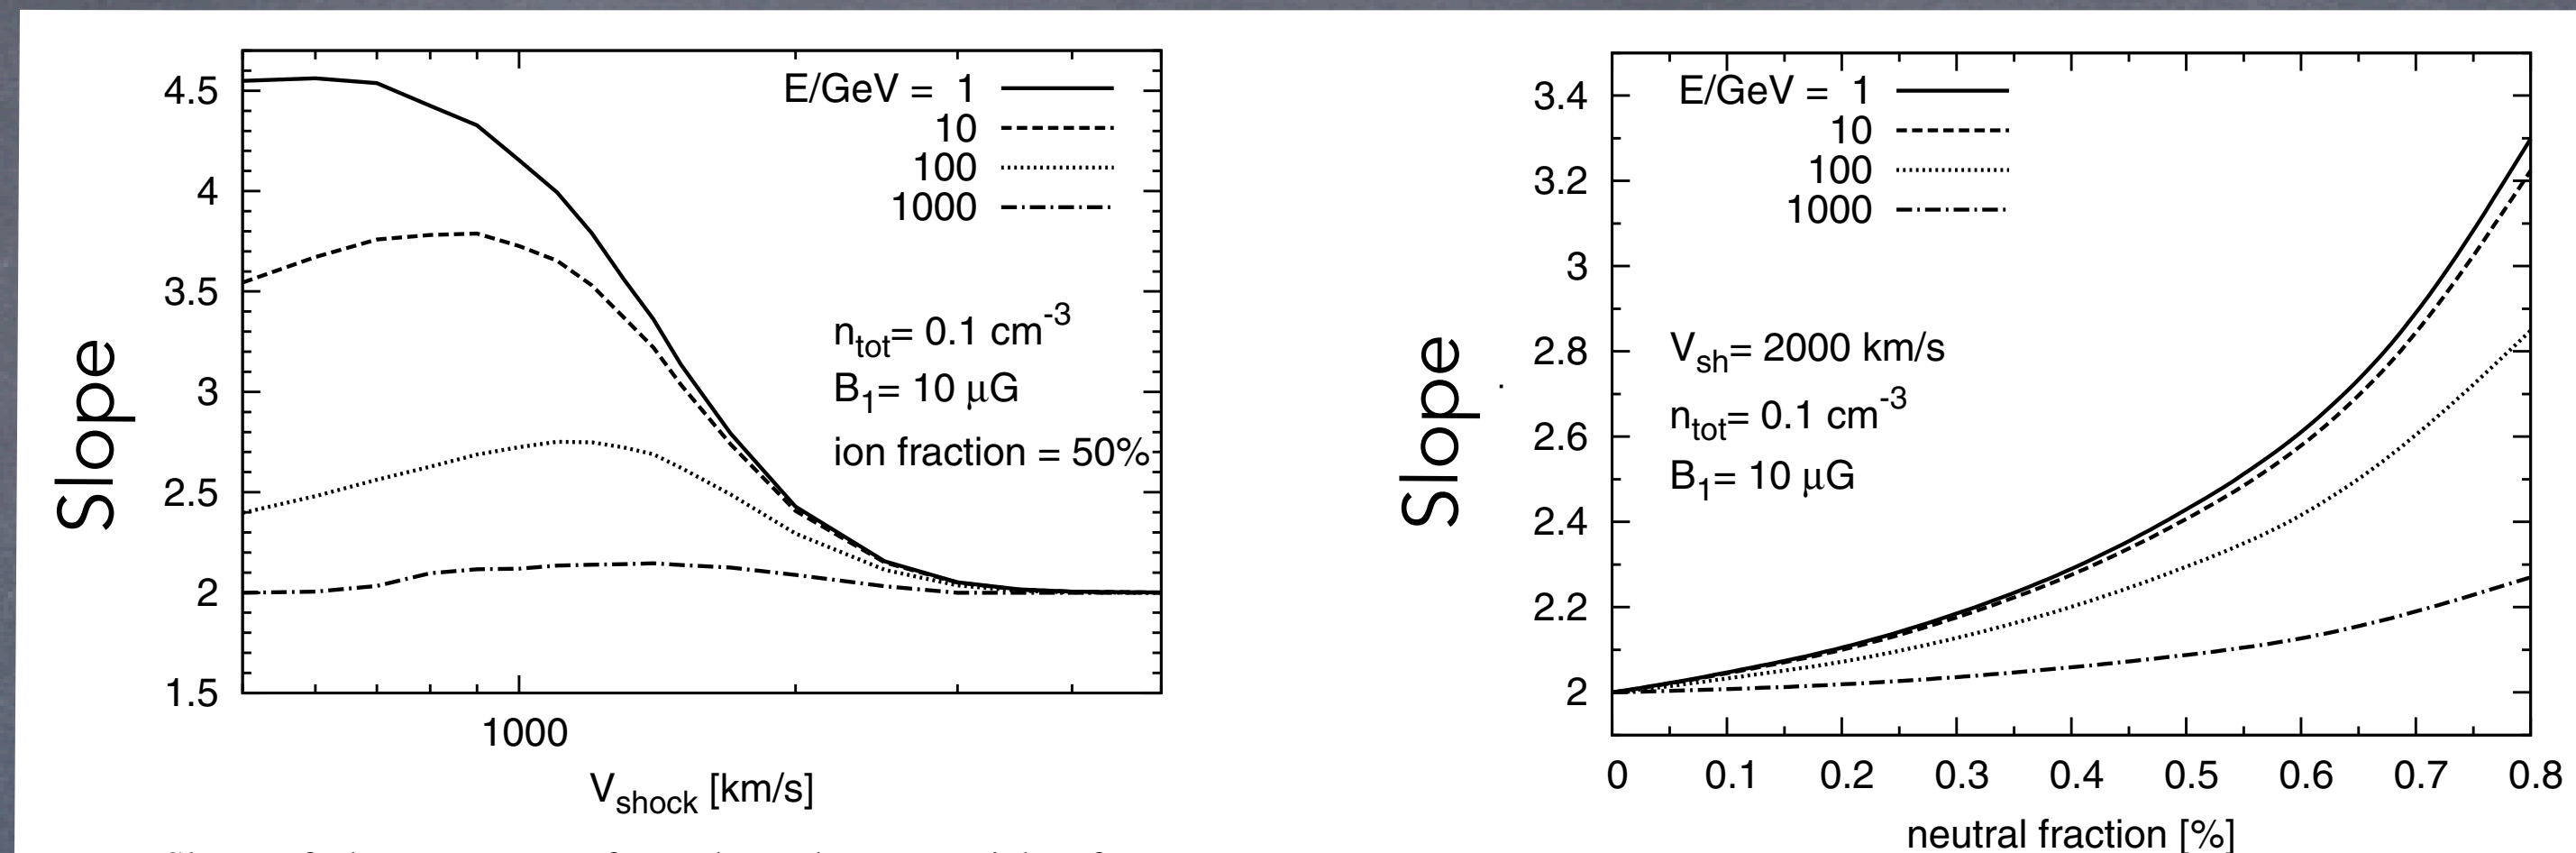 4.5
4
3.5
3
2.5
2
1.5
Slope
E/GeV = 1
10
100
1000
n_tot= 0.1 cm^-3
B_1= 10 μG
ion fraction = 50%
1000
V_shock [km/s]
3.4
3.2
3
2.8
2.6
2.4
2.2
2
Slope
E/GeV = 1
10
100
1000
V_sh= 2000 km/s
n_tot= 0.1 cm^-3
B_1= 10 μG
0 0.1 0.2 0.3 0.4 0.5 0.6 0.7 0.8
neutral fraction [%]